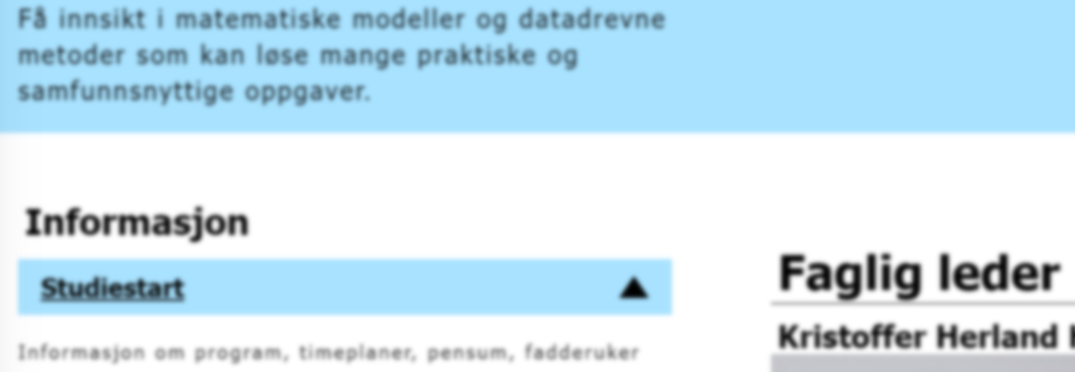 Få innsikt i matematiske modeller og datadrevne
metoder som kan løse mange praktiske og
samfunnsnyttige oppgaver.
Informasjon
Studiestart
Informasjon om program, timeplaner, pensum, fadderuker
Faglig leder
Kristoffer Herland